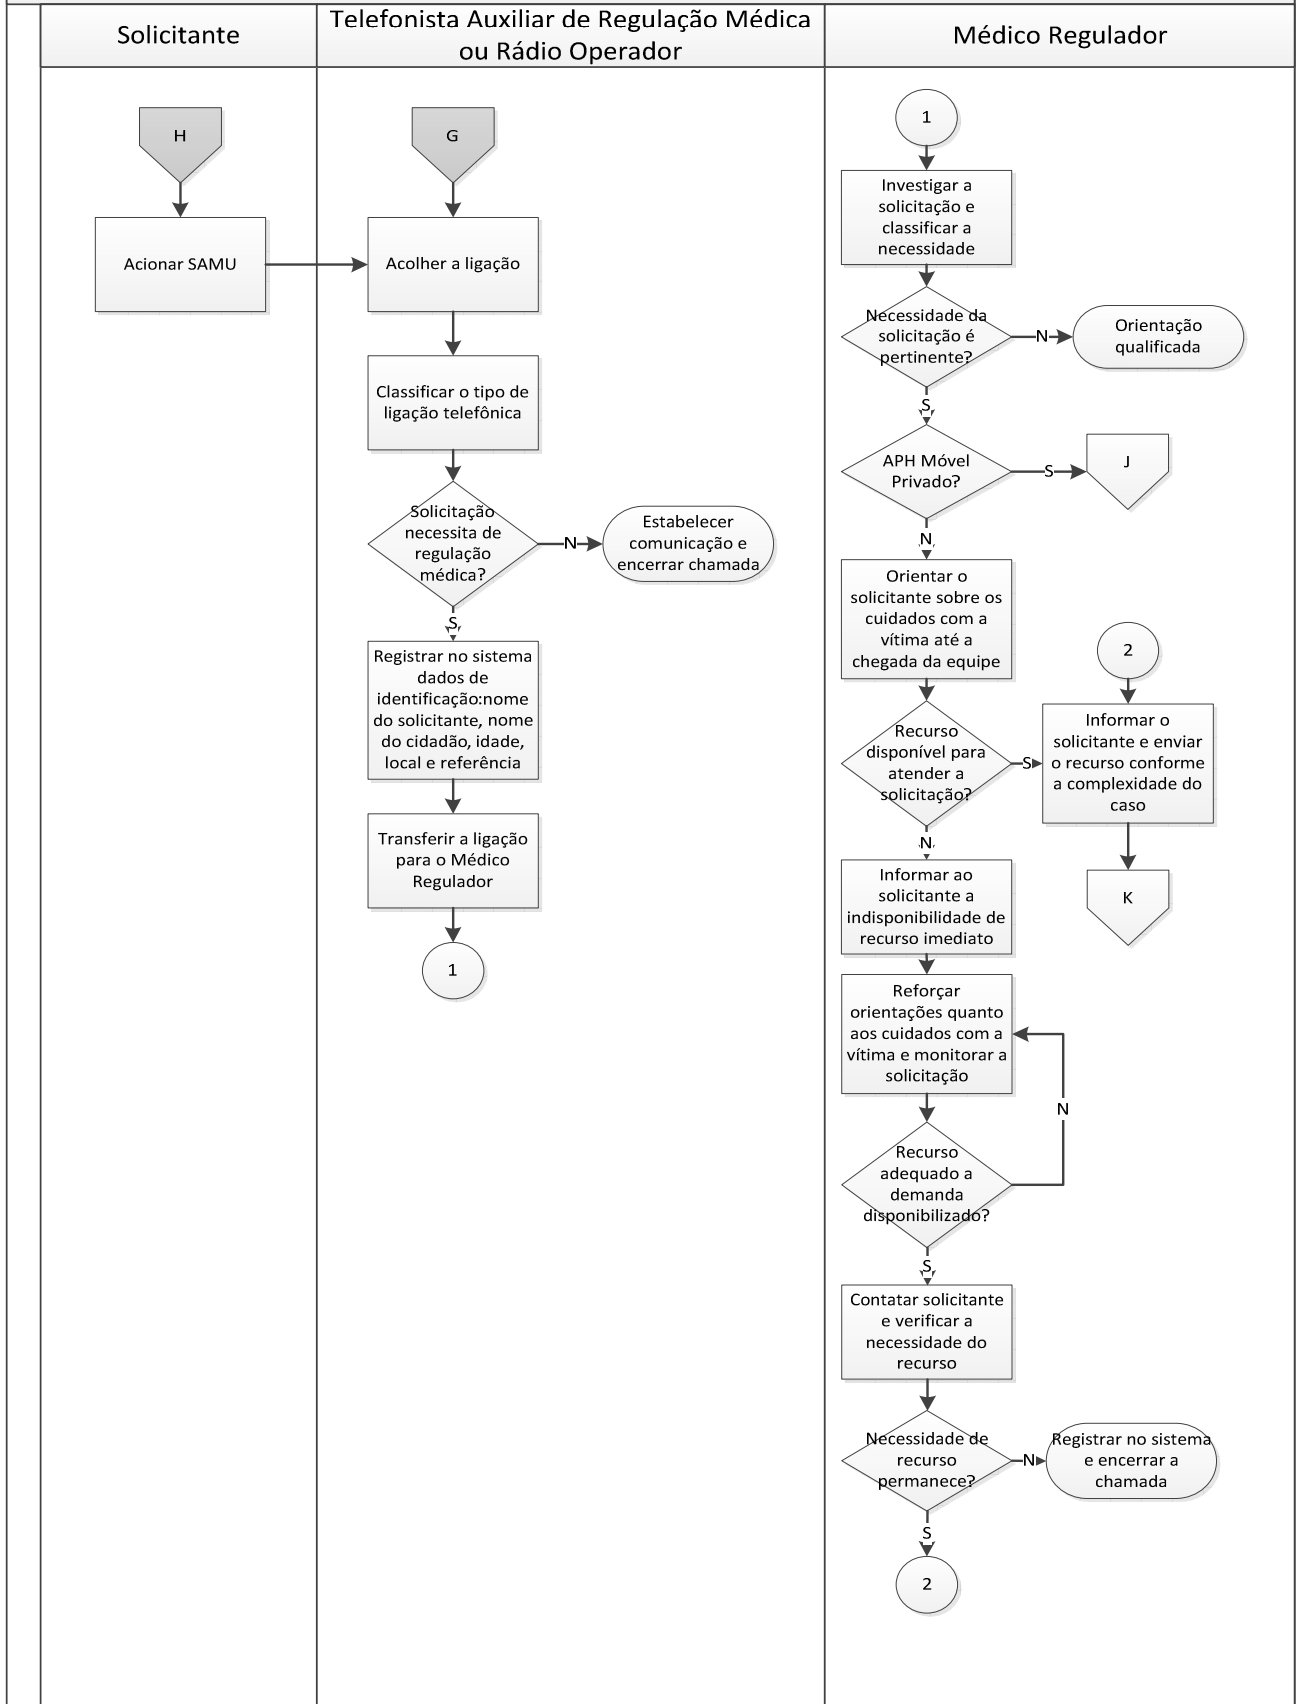 Solicitante
Telefonista Auxiliar de Regulação Médica
ou Rádio Operador
Médico Regulador
H
Acionar SAMU
G
Acolher a ligação
Classificar o tipo de
ligação telefônica
Solicitação
necessita de
regulação
médica?
N
Estabelecer
comunicação e
encerrar chamada
S
Registrar no sistema
dados de
identificação:nome
do solicitante, nome
do cidadão, idade,
local e referência
Transferir a ligação
para o Médico
Regulador
1
1
Investigar a
solicitação e
classificar a
necessidade
Necessidade da
solicitação é
pertinente?
N
Orientação
qualificada
S
APH Móvel
Privado?
S
J
N
Orientar o
solicitante sobre os
cuidados com a
vítima até a
chegada da equipe
2
Recurso
disponível para
atender a
solicitação?
S
Informar o
solicitante e enviar
o recurso conforme
a complexidade do
caso
K
N
Informar ao
solicitante a
indisponibilidade de
recurso imediato
Reforçar
orientações quanto
aos cuidados com a
vítima e monitorar a
solicitação
N
Recurso
adequado a
demanda
disponibilizado?
S
Contatar solicitante
e verificar a
necessidade do
recurso
Necessidade de
recurso
permanece?
N
Registrar no sistema
e encerrar a
chamada
S
2